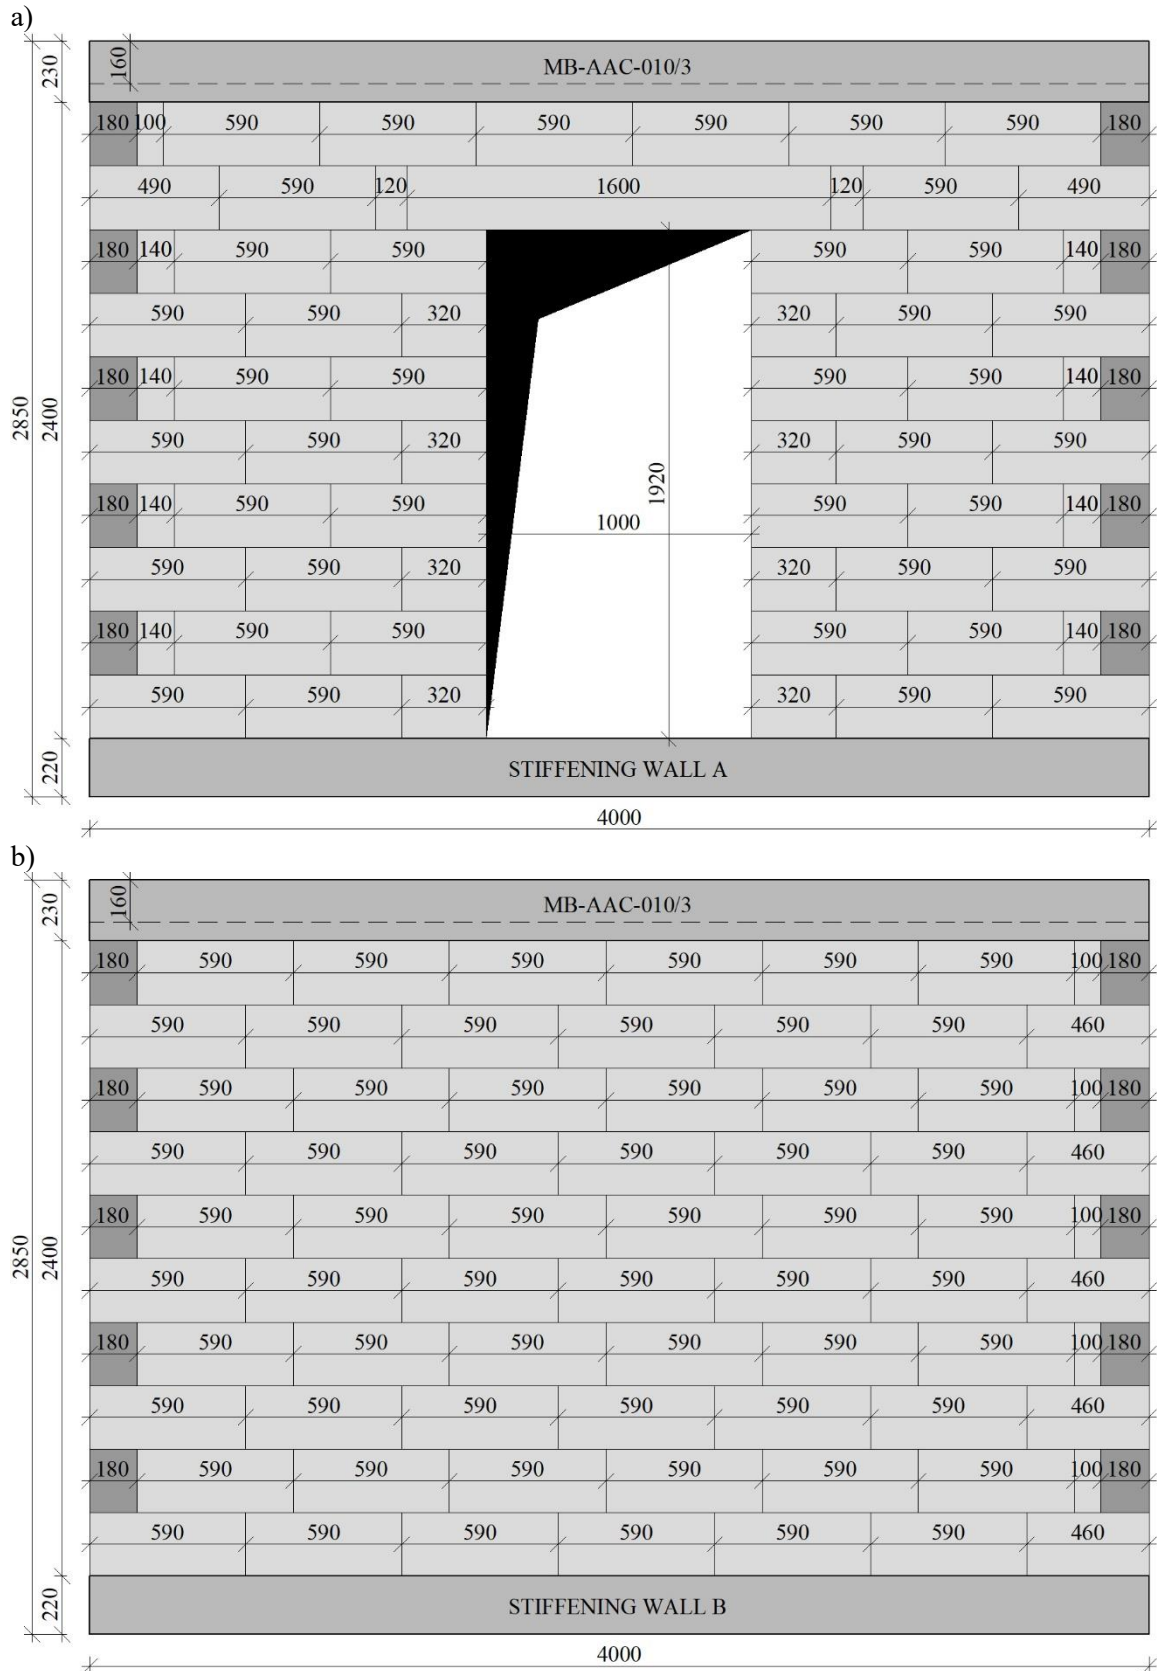 a)
230 160 MB-AAC-010/3
180 100 590 590 590 590 590 590 180
490 590 120 1600 120 590 490
180 140 590 590 590 590 140 180
590 590 320 320 590 590
180 140 590 590 590 590 140 180
2850 2400
590 590 320 320 590 590
1920
180 140 590 590 1000 590 590 140 180
590 590 320 320 590 590
180 140 590 590 590 590 140 180
590 590 320 320 590 590
220 STIFFENING WALL A
4000
b)
230 160 MB-AAC-010/3
180 590 590 590 590 590 590 100 180
590 590 590 590 590 590 460
180 590 590 590 590 590 590 100 180
590 590 590 590 590 590 460
180 590 590 590 590 590 590 100 180
2850 2400
590 590 590 590 590 590 460
180 590 590 590 590 590 590 100 180
590 590 590 590 590 590 460
180 590 590 590 590 590 590 100 180
590 590 590 590 590 590 460
220 STIFFENING WALL B
4000